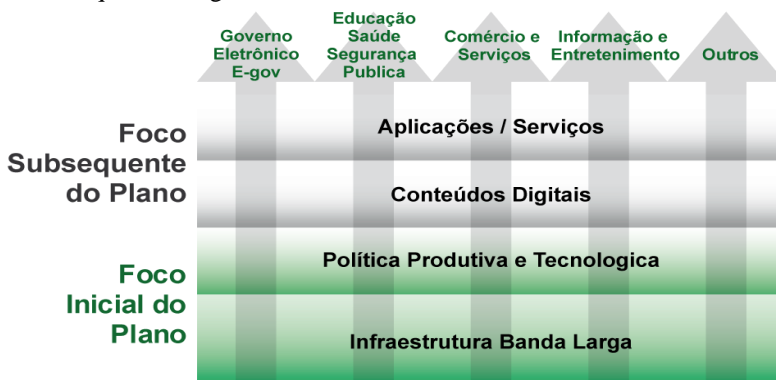 Governo
Eletrônico
E-gov
Educação
Saúde
Segurança
Publica
Comércio e
Serviços
Informação e
Entretenimento
Outros
Foco
Subsequente
do Plano
Aplicações / Serviços
Conteúdos Digitais
Foco
Inicial do
Plano
Política Produtiva e Tecnologica
Infraestrutura Banda Larga